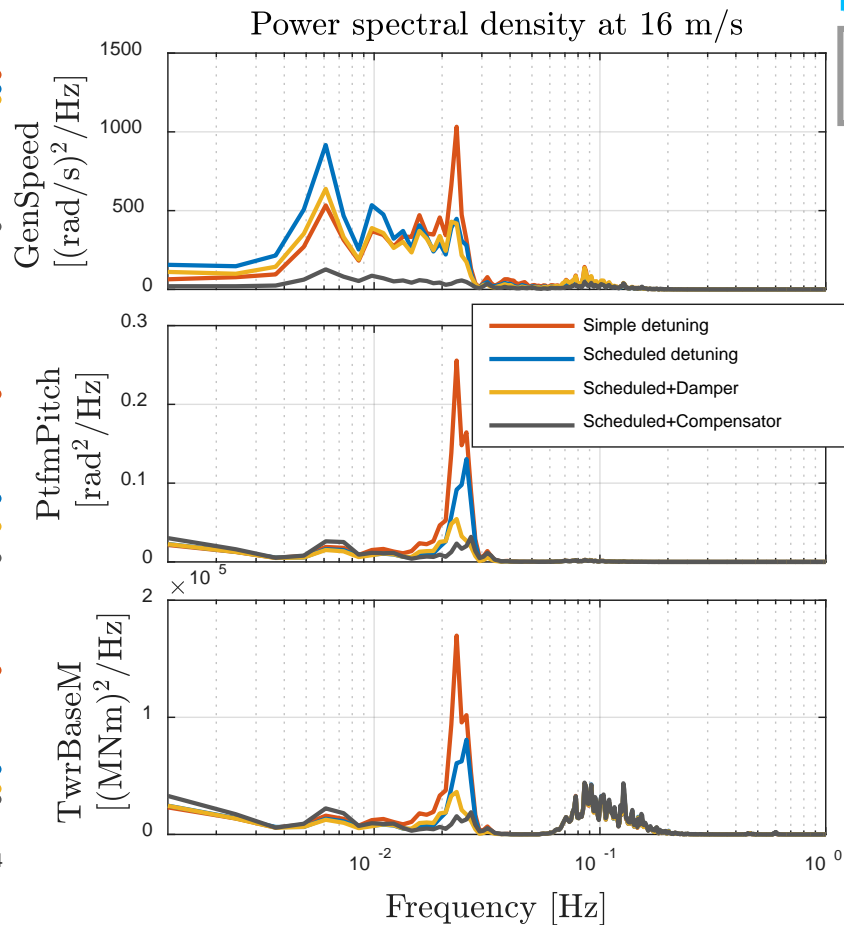 Power spectral density at 16 m/s
1500
1000
500
0
GenSpeed
[(rad/s)²/Hz]
Simple detuning
Scheduled detuning
Scheduled+Damper
Scheduled+Compensator
0.3
0.2
0.1
0
PtfmPitch
[rad²/Hz]
× 10⁵
2
1
0
TwrBaseM
[(MNm)²/Hz]
10⁻² 10⁻¹ 10⁰
Frequency [Hz]